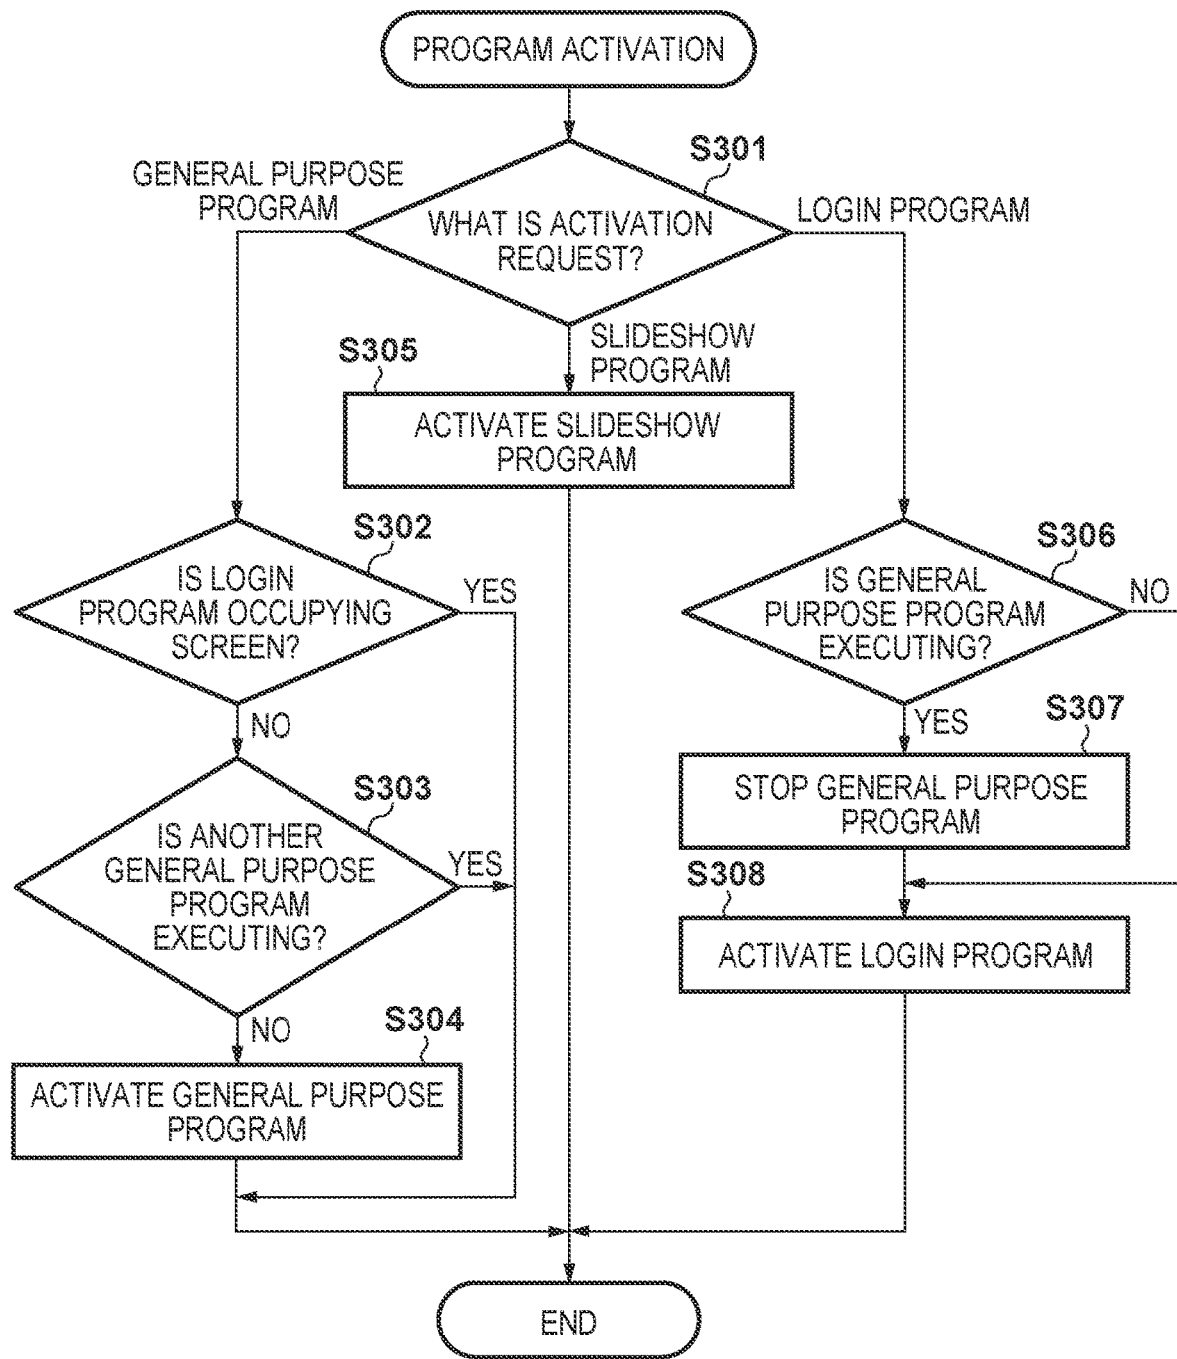 PROGRAM ACTIVATION
S301
GENERAL PURPOSE
PROGRAM
LOGIN PROGRAM
WHAT IS ACTIVATION
REQUEST?
SLIDESHOW
PROGRAM
S305
ACTIVATE SLIDESHOW
PROGRAM
S302
IS LOGIN
PROGRAM OCCUPYING
SCREEN?
YES
NO
S306
IS GENERAL
PURPOSE PROGRAM
EXECUTING?
NO
YES
S307
STOP GENERAL PURPOSE
PROGRAM
S303
IS ANOTHER
GENERAL PURPOSE
PROGRAM
EXECUTING?
YES
NO
S308
ACTIVATE LOGIN PROGRAM
S304
ACTIVATE GENERAL PURPOSE
PROGRAM
END